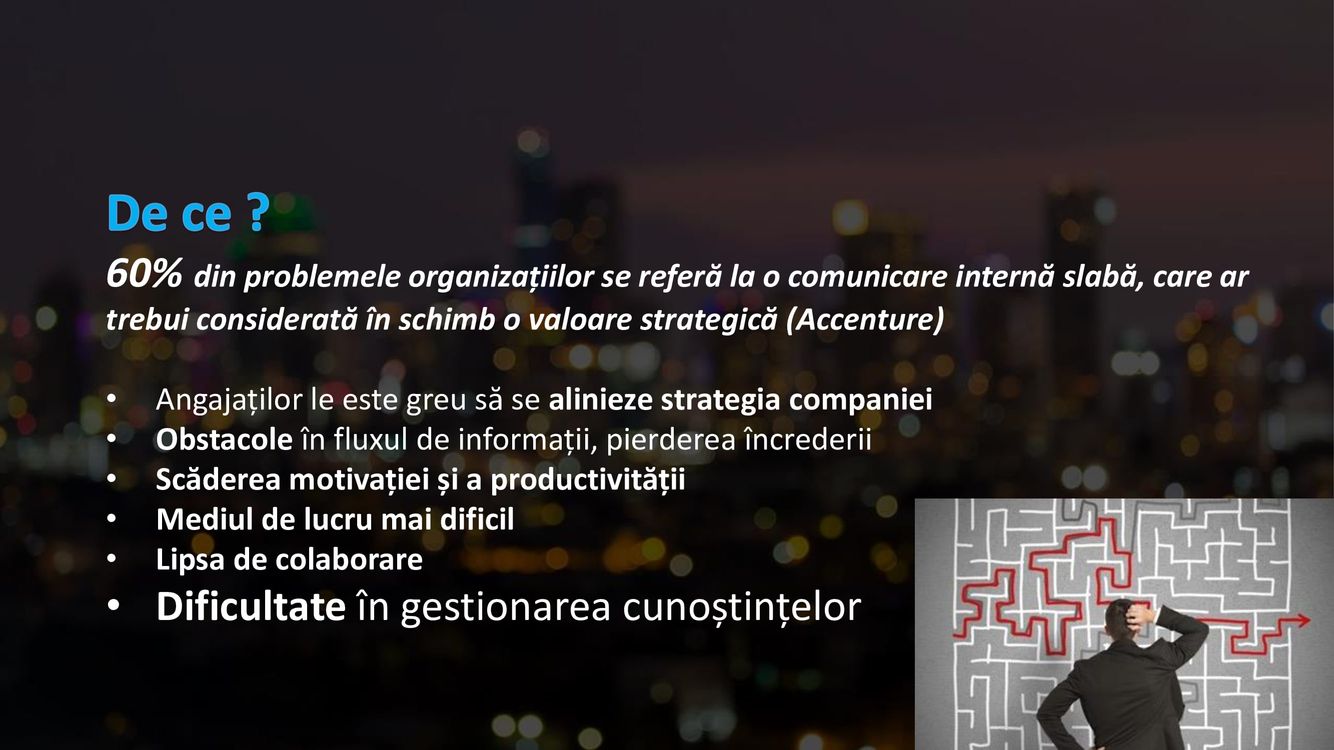 De ce ?
60% din problemele organizațiilor se referă la o comunicare internă slabă, care ar
trebui considerată în schimb o valoare strategică (Accenture)
• Angajaților le este greu să se alinieze strategia companiei
• Obstacole în fluxul de informații, pierderea încrederii
• Scăderea motivației și a productivității
• Mediul de lucru mai dificil
• Lipsa de colaborare
• Dificultate în gestionarea cunoștințelor